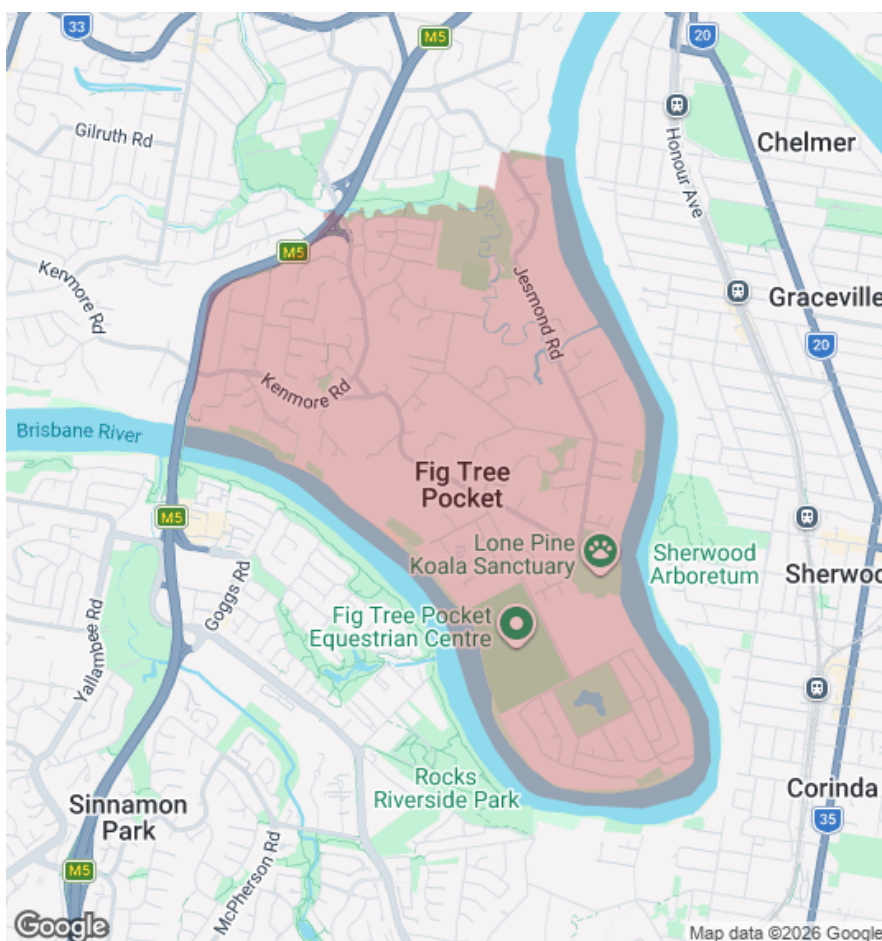 33
M5
20
Gilruth Rd
Honour Ave
Chelmer
M5
Kenmore Rd
Jesmond Rd
Graceville
20
Kenmore Rd
Brisbane River
Fig Tree
Pocket
M5
Lone Pine
Koala Sanctuary
Sherwood
Arboretum
Sherwoo
Goggs Rd
Fig Tree Pocket
Equestrian Centre
Yallambee Rd
Rocks
Riverside Park
Corinda
Sinnamon
Park
35
McPherson Rd
M5
Google
Map data ©2026 Google